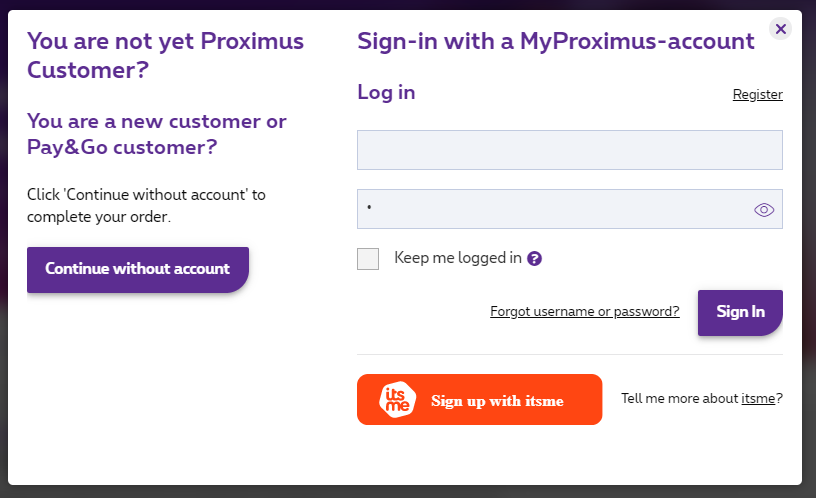 You are not yet Proximus
Customer?
You are a new customer or
Pay&Go customer?
Click 'Continue without account' to
complete your order.
Continue without account
Sign-in with a MyProximus-account
Log in
Register
•
Keep me logged in ?
Forgot username or password?
Sign In
its
me
Sign up with itsme
Tell me more about itsme?